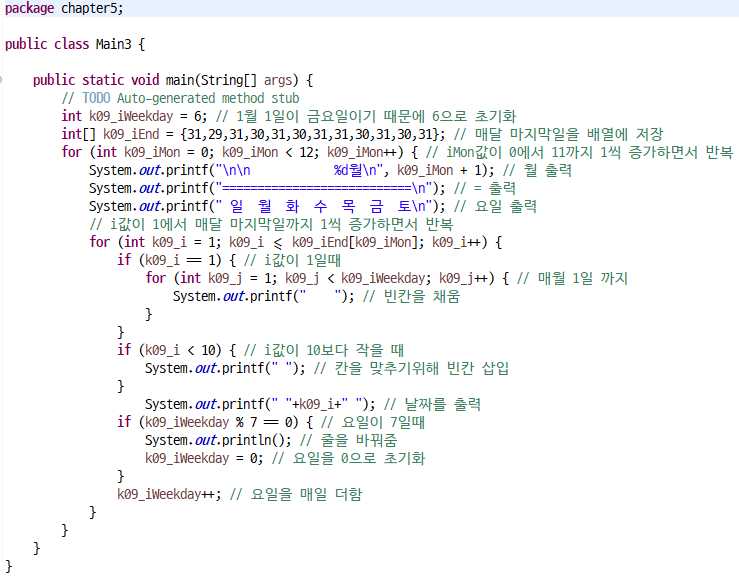 package chapter5;
public class Main3 {
public static void main(String[] args) {
// TODO Auto-generated method stub
int k09_iWeekday = 6; // 1월 1일이 금요일이기 때문에 6으로 초기화
int[] k09_iEnd = {31,29,31,30,31,30,31,31,30,31,30,31}; // 매달 마지막일을 배열에 저장
for (int k09_iMon = 0; k09_iMon < 12; k09_iMon++) { // iMon값이 0에서 11까지 1씩 증가하면서 반복
System.out.printf("\n\n            %d월\n", k09_iMon + 1); // 월 출력
System.out.printf("===========================\n"); // = 출력
System.out.printf(" 일  월  화  수  목  금  토\n"); // 요일 출력
// i값이 1에서 매달 마지막일까지 1씩 증가하면서 반복
for (int k09_i = 1; k09_i <= k09_iEnd[k09_iMon]; k09_i++) {
if (k09_i == 1) { // i값이 1일때
for (int k09_j = 1; k09_j < k09_iWeekday; k09_j++) { // 매월 1일 까지
System.out.printf("    "); // 빈칸을 채움
}
}
if (k09_i < 10) { // i값이 10보다 작을 때
System.out.printf(" "); // 칸을 맞추기위해 빈칸 삽입
}
System.out.printf(" "+k09_i+" "); // 날짜를 출력
if (k09_iWeekday % 7 == 0) { // 요일이 7일때
System.out.println(); // 줄을 바꿔줌
k09_iWeekday = 0; // 요일을 0으로 초기화
}
k09_iWeekday++; // 요일을 매일 더함
}
}
}
}